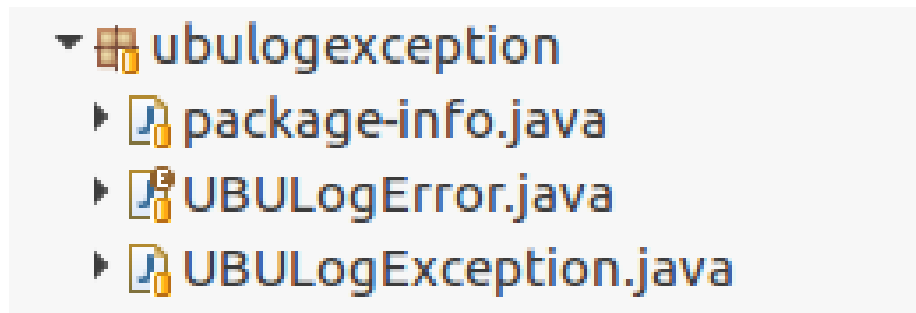 ubulogexception
package-info.java
UBULogError.java
UBULogException.java